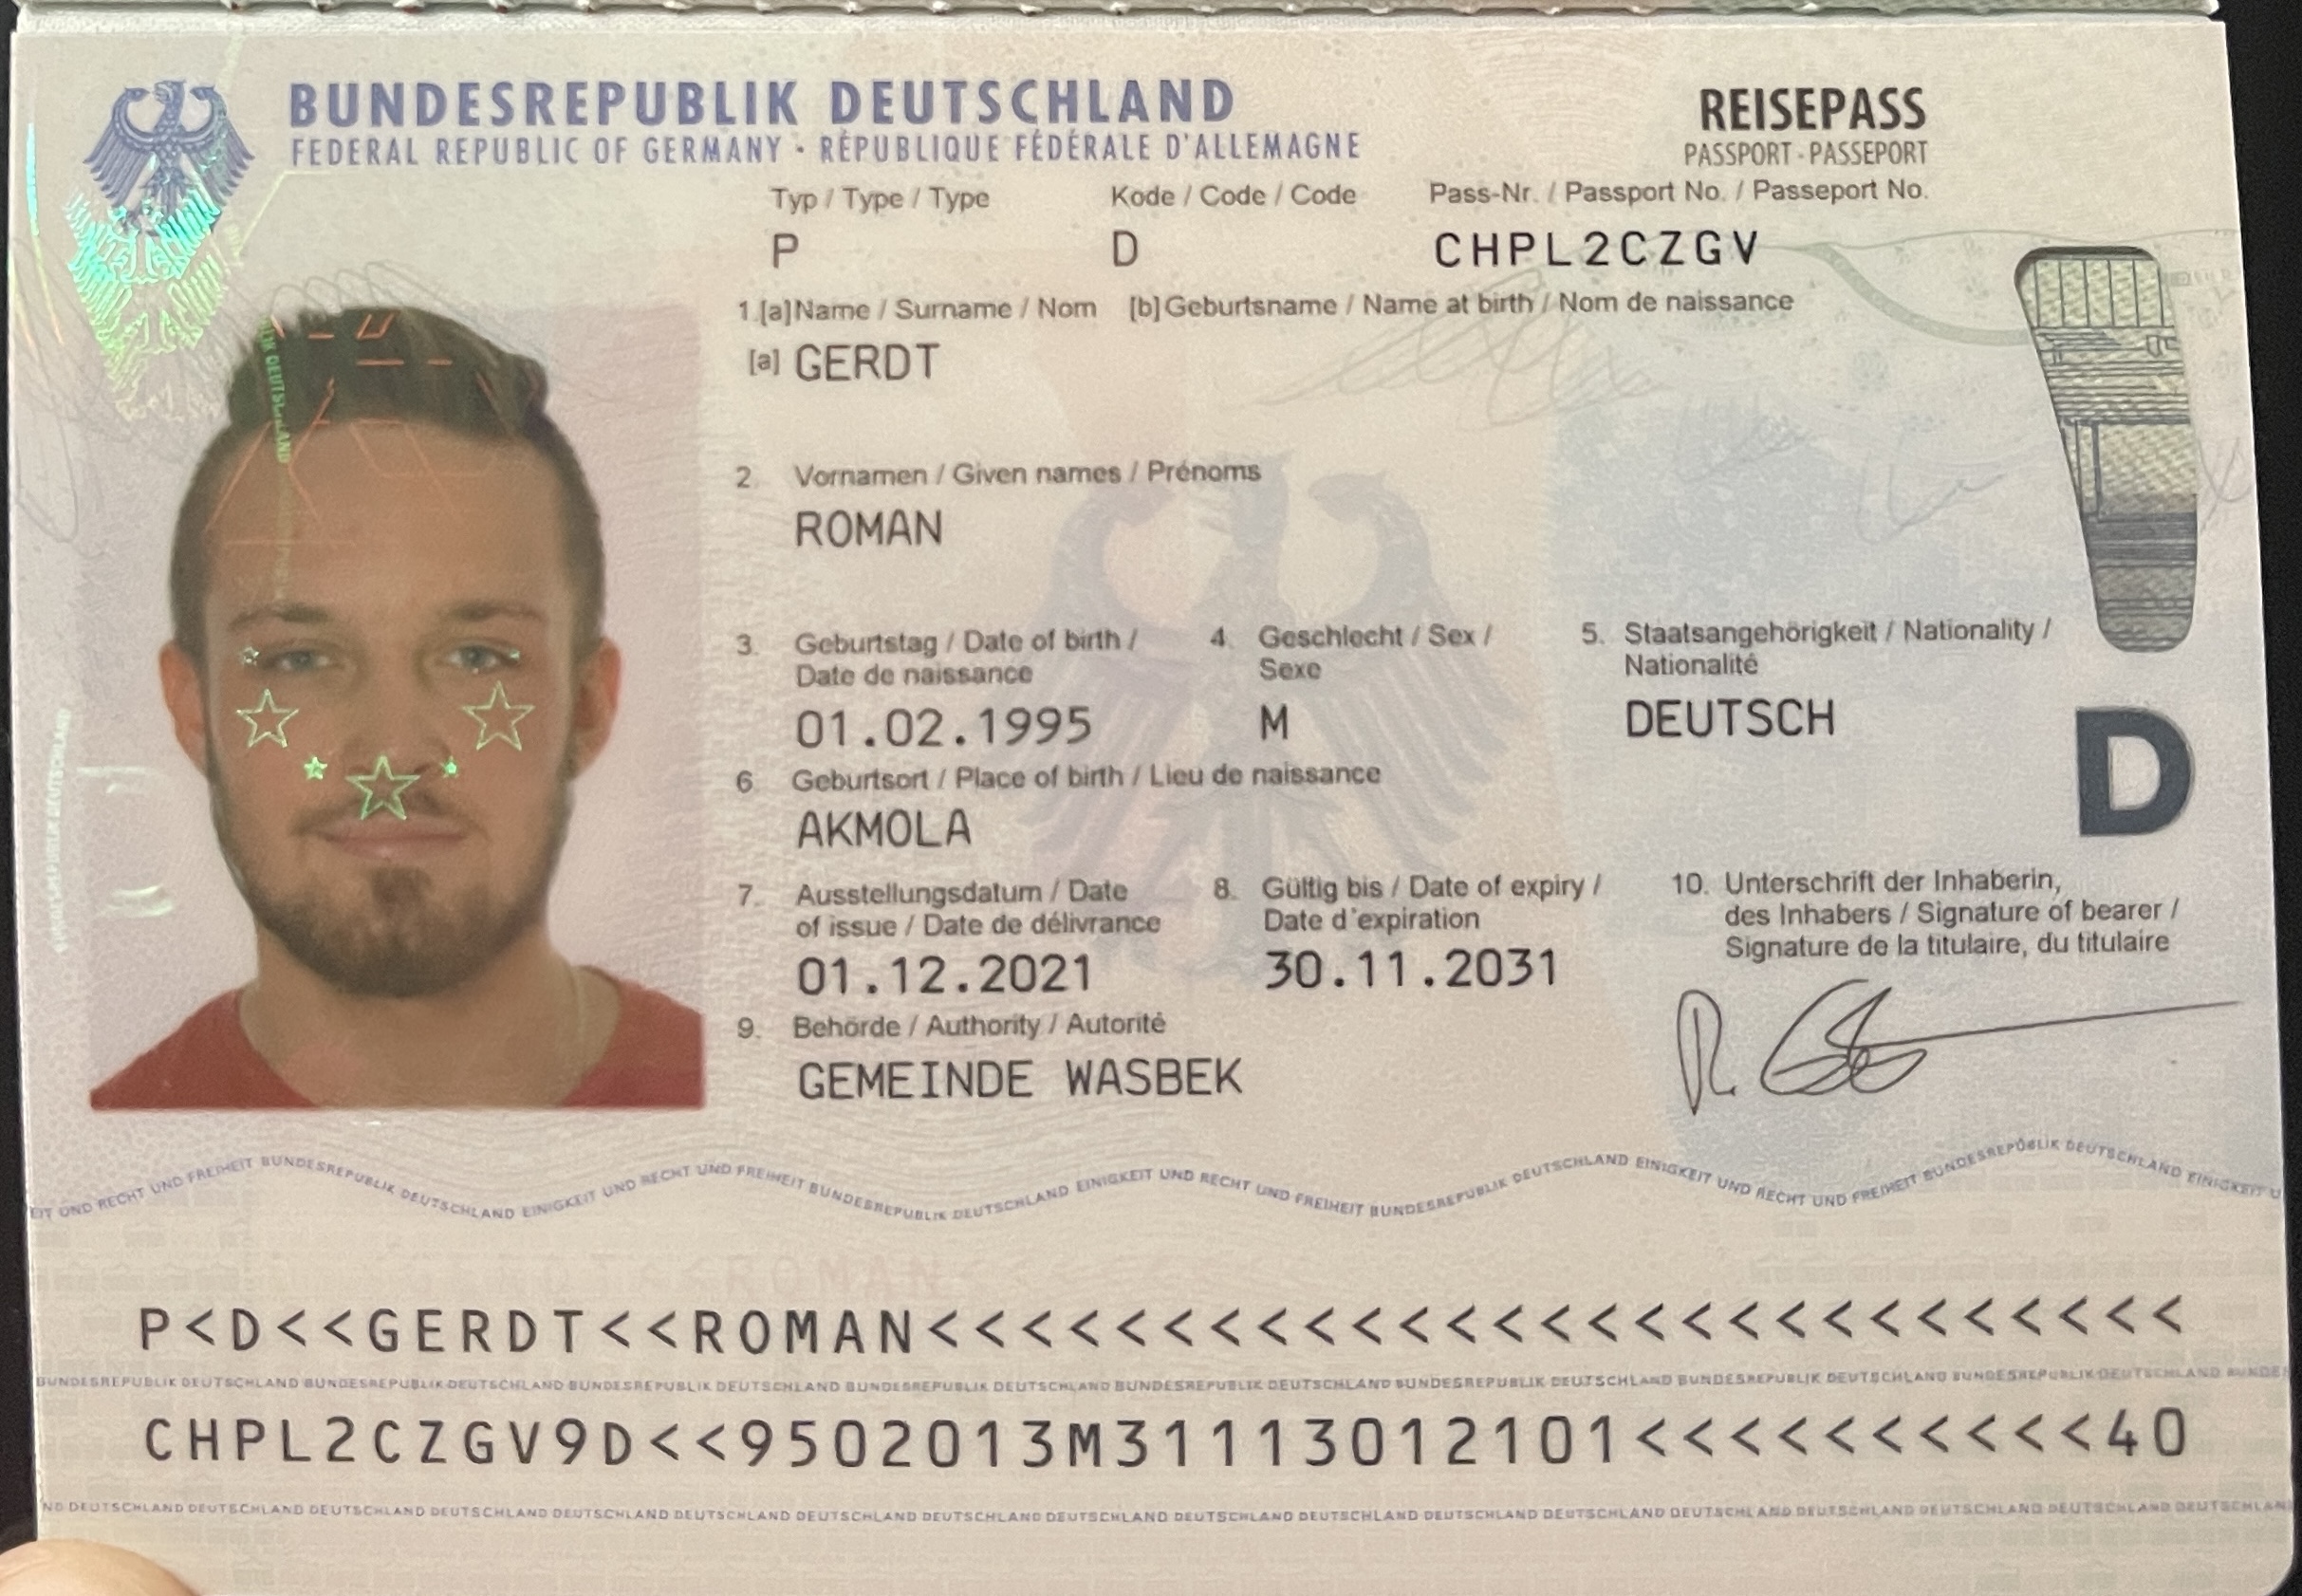 BUNDESREPUBLIK DEUTSCHLAND
FEDERAL REPUBLIC OF GERMANY · RÉPUBLIQUE FÉDÉRALE D'ALLEMAGNE
REISEPASS
PASSPORT · PASSEPORT
Typ / Type / Type
Kode / Code / Code
Pass-Nr. / Passport No. / Passeport No.
P
D
CHPL2CZGV
1.[a]Name / Surname / Nom [b]Geburtsname / Name at birth / Nom de naissance
[a] GERDT
2. Vornamen / Given names / Prénoms
ROMAN
3. Geburtstag / Date of birth /
Date de naissance
01.02.1995
4. Geschlecht / Sex /
Sexe
M
5. Staatsangehörigkeit / Nationality /
Nationalité
DEUTSCH
D
6 Geburtsort / Place of birth / Lieu de naissance
AKMOLA
7. Ausstellungsdatum / Date
of issue / Date de délivrance
01.12.2021
8. Gültig bis / Date of expiry /
Date d'expiration
30.11.2031
9. Behörde / Authority / Autorité
GEMEINDE WASBEK
10. Unterschrift der Inhaberin,
des Inhabers / Signature of bearer /
Signature de la titulaire, du titulaire
EINIGKEIT UND RECHT UND FREIHEIT BUNDESREPUBLIK DEUTSCHLAND EINIGKEIT UND RECHT UND FREIHEIT BUNDESREPUBLIK DEUTSCHLAND EINIGKEIT UND RECHT UND FREIHEIT BUNDESREPUBLIK DEUTSCHLAND EINIGKEIT UND RECHT UND FREIHEIT BUNDESREPUBLIK DEUTSCHLAND
P<D<<GERDT<<ROMAN<<<<<<<<<<<<<<<<<<<<<<<<<<<
BUNDESREPUBLIK DEUTSCHLAND BUNDESREPUBLIK DEUTSCHLAND BUNDESREPUBLIK DEUTSCHLAND BUNDESREPUBLIK DEUTSCHLAND BUNDESREPUBLIK DEUTSCHLAND BUNDESREPUBLIK DEUTSCHLAND BUNDESREPUBLIK DEUTSCHLAND BUNDESREPUBLIK DEUTSCHLAND
CHPL2CZGV9D<<9502013M31113012101<<<<<<<<<<40
DEUTSCHLAND DEUTSCHLAND DEUTSCHLAND DEUTSCHLAND DEUTSCHLAND DEUTSCHLAND DEUTSCHLAND DEUTSCHLAND DEUTSCHLAND DEUTSCHLAND DEUTSCHLAND DEUTSCHLAND DEUTSCHLAND DEUTSCHLAND DEUTSCHLAND DEUTSCHLAND DEUTSCHLAND DEUTSCHLAND